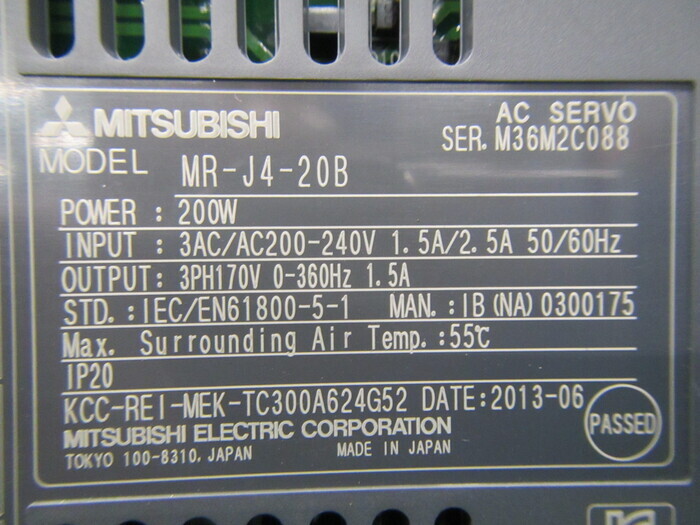 MITSUBISHI AC SERVO
SER. M36M2C088
MODEL MR-J4-20B
POWER : 200W
INPUT : 3AC/AC200-240V 1.5A/2.5A 50/60Hz
OUTPUT: 3PH170V 0-360Hz 1.5A
STD.:IEC/EN61800-5-1 MAN.:IB(NA)0300175
Max. Surrounding Air Temp.:55℃
IP20
KCC-REI-MEK-TC300A624G52 DATE:2013-06
PASSED
MITSUBISHI ELECTRIC CORPORATION
TOKYO 100-8310, JAPAN MADE IN JAPAN